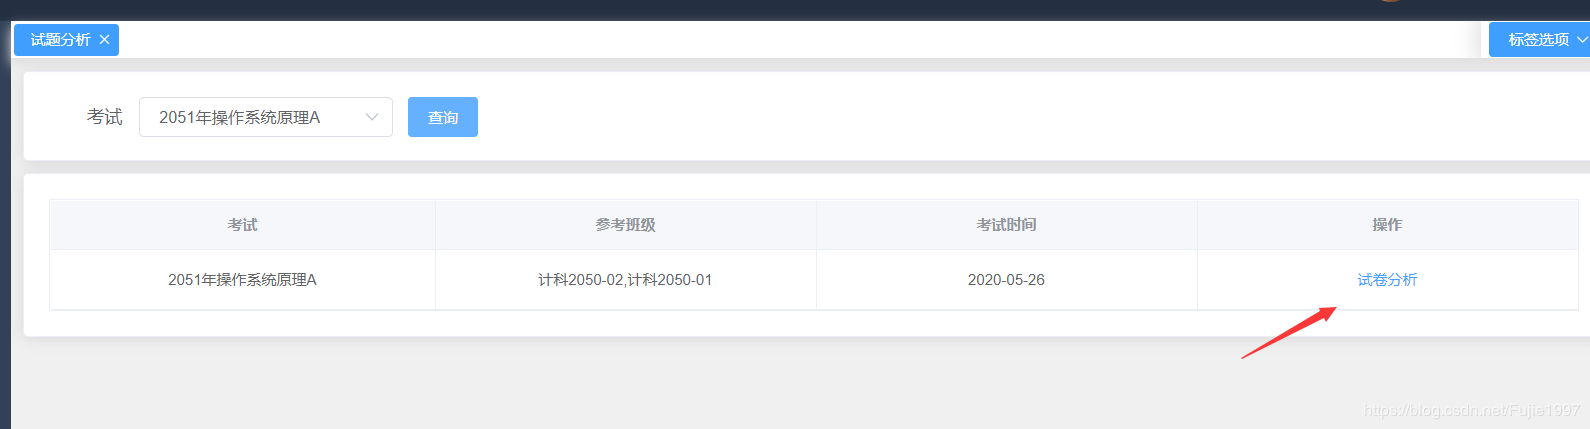 试题分析
标签选项
考试 2051年操作系统原理A 查询
考试 参考班级 考试时间 操作
2051年操作系统原理A 计科2050-02,计科2050-01 2020-05-26 试卷分析
https://blog.csdn.net/Fujie1997